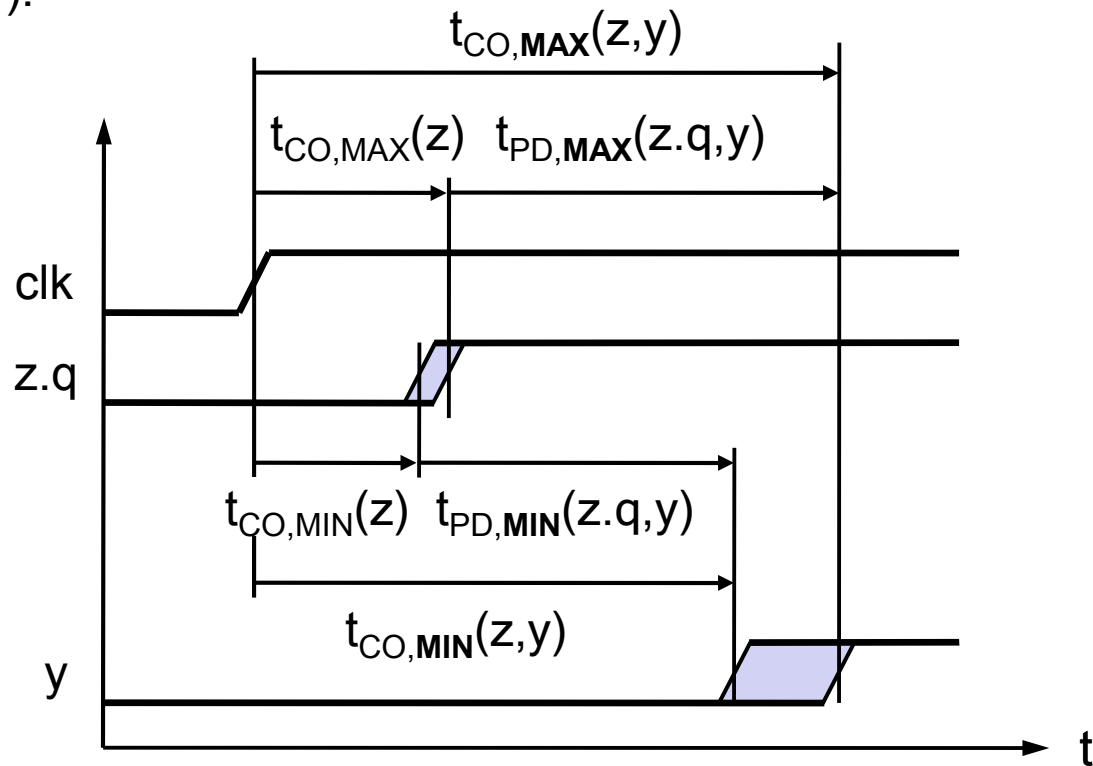 ).
t_CO,MAX(z,y)
t_CO,MAX(z) t_PD,MAX(z.q,y)
clk
z.q
t_CO,MIN(z) t_PD,MIN(z.q,y)
t_CO,MIN(z,y)
y
t